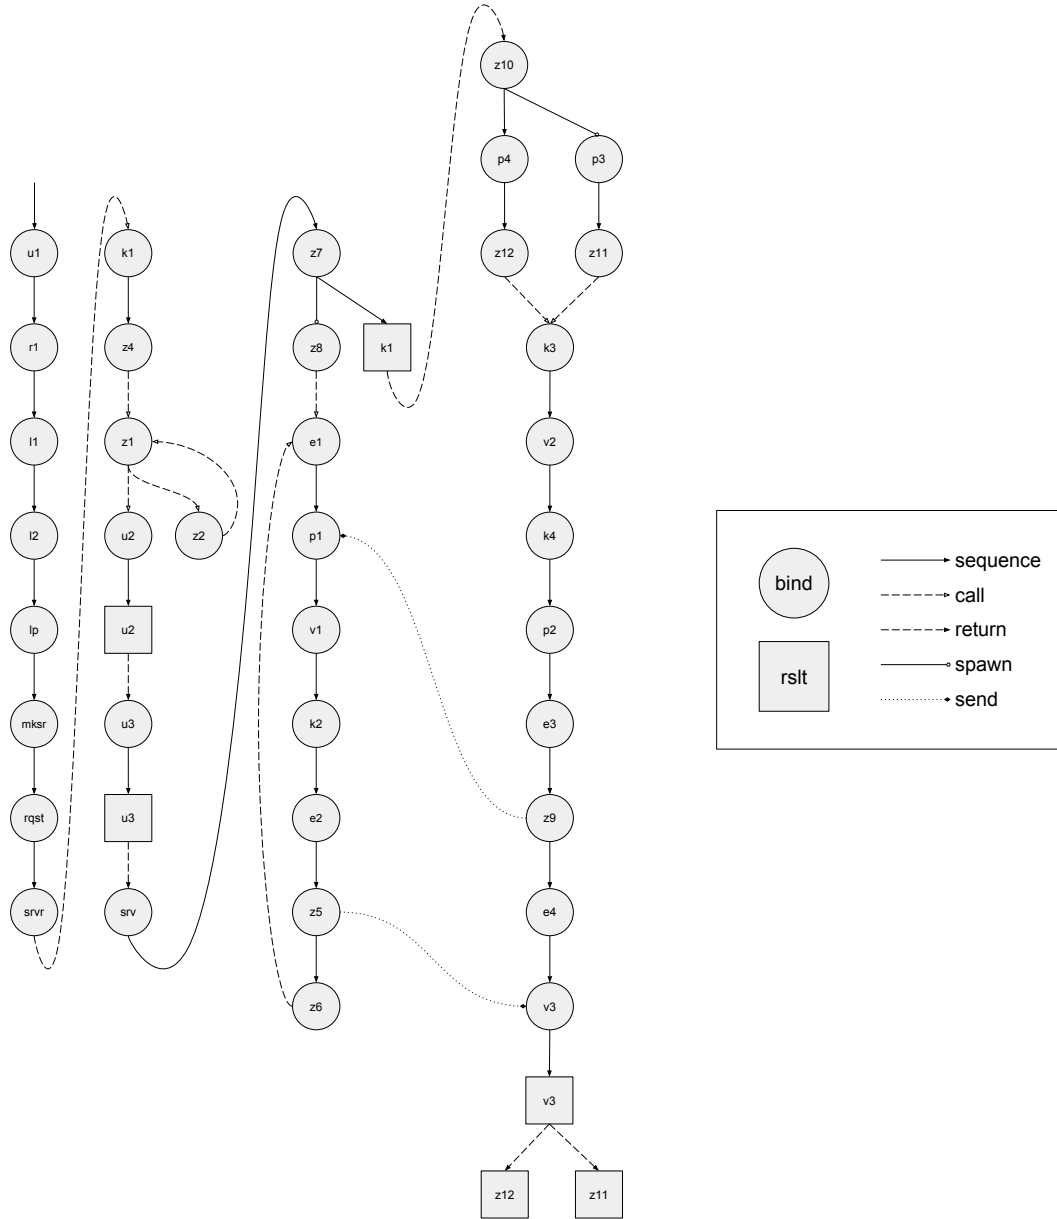 z10
p4
p3
u1
k1
z7
z12
z11
r1
z4
z8
k1
k3
l1
z1
e1
v2
l2
u2
z2
p1
k4
bind
sequence
call
return
lp
u2
v1
p2
rslt
spawn
send
mksr
u3
k2
e3
rqst
u3
e2
z9
srvr
srv
z5
e4
z6
v3
v3
z12
z11